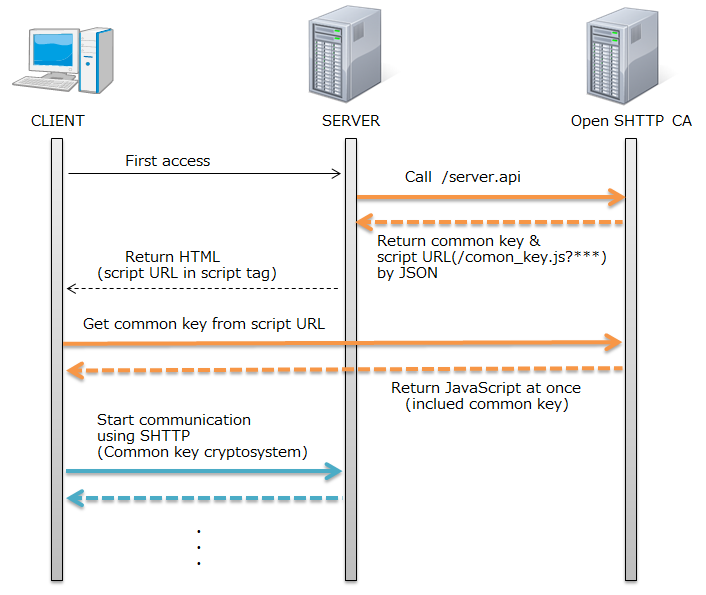 CLIENT
SERVER
Open SHTTP CA
First access
Call /server.api
Return common key &
script URL(/comon_key.js?***)
by JSON
Return HTML
(script URL in script tag)
Get common key from script URL
Return JavaScript at once
(inclued common key)
Start communication
using SHTTP
(Common key cryptosystem)